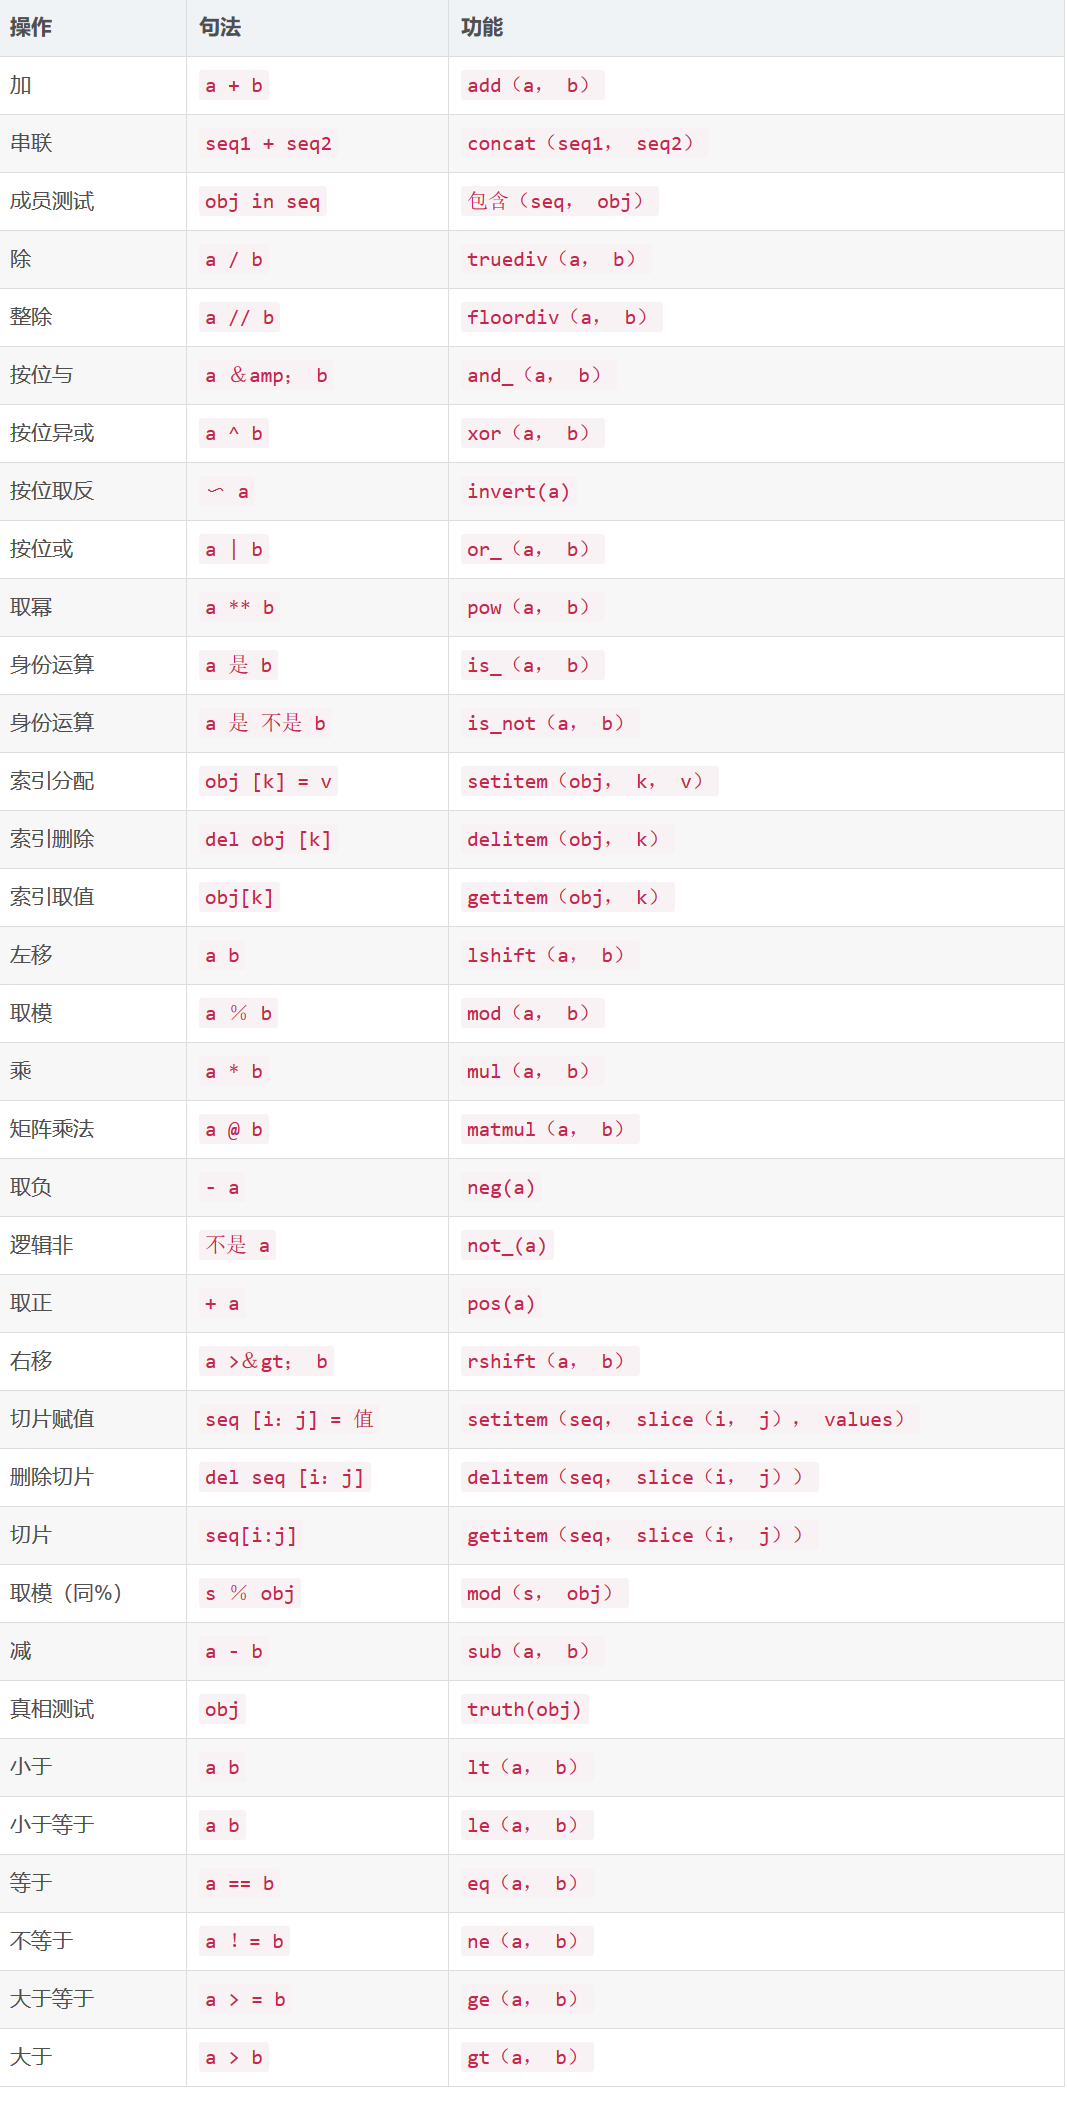 操作 句法 功能
加 a + b add（a， b）
串联 seq1 + seq2 concat（seq1， seq2）
成员测试 obj in seq 包含（seq， obj）
除 a / b truediv（a， b）
整除 a // b floordiv（a， b）
按位与 a ＆amp； b and_（a， b）
按位异或 a ^ b xor（a， b）
按位取反 〜 a invert(a)
按位或 a | b or_（a， b）
取幂 a ** b pow（a， b）
身份运算 a 是 b is_（a， b）
身份运算 a 是 不是 b is_not（a， b）
索引分配 obj [k] = v setitem（obj， k， v）
索引删除 del obj [k] delitem（obj， k）
索引取值 obj[k] getitem（obj， k）
左移 a b lshift（a， b）
取模 a ％ b mod（a， b）
乘 a * b mul（a， b）
矩阵乘法 a @ b matmul（a， b）
取负 - a neg(a)
逻辑非 不是 a not_(a)
取正 + a pos(a)
右移 a >＆gt； b rshift（a， b）
切片赋值 seq [i：j] = 值 setitem（seq， slice（i， j）， values）
删除切片 del seq [i：j] delitem（seq， slice（i， j））
切片 seq[i:j] getitem（seq， slice（i， j））
取模（同%） s ％ obj mod（s， obj）
减 a - b sub（a， b）
真相测试 obj truth(obj)
小于 a b lt（a， b）
小于等于 a b le（a， b）
等于 a == b eq（a， b）
不等于 a ！= b ne（a， b）
大于等于 a > = b ge（a， b）
大于 a > b gt（a， b）